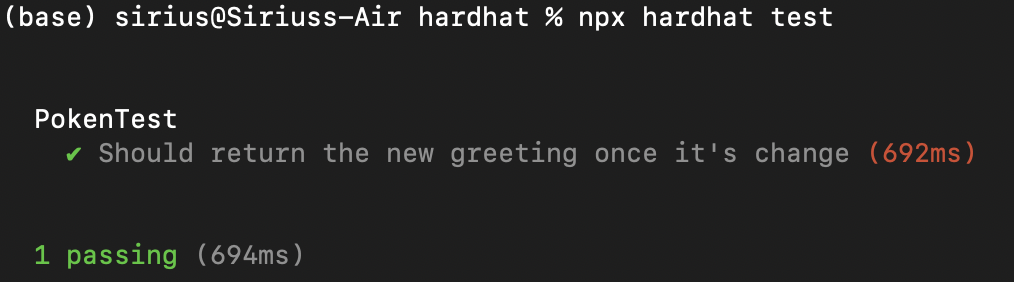 (base) sirius@Siriuss-Air hardhat % npx hardhat test
PokenTest
✔ Should return the new greeting once it's change (692ms)
1 passing (694ms)